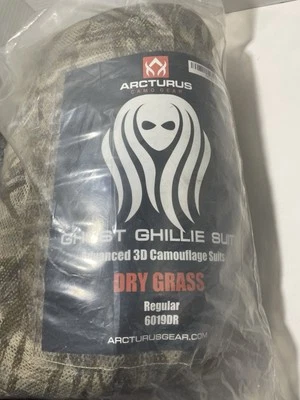 ARCTURUS
CAMO GEAR
GHOST GHILLIE SUIT
Advanced 3D Camouflage Suits
DRY GRASS
Regular
6019DR
ARCTURUSGEAR.COM